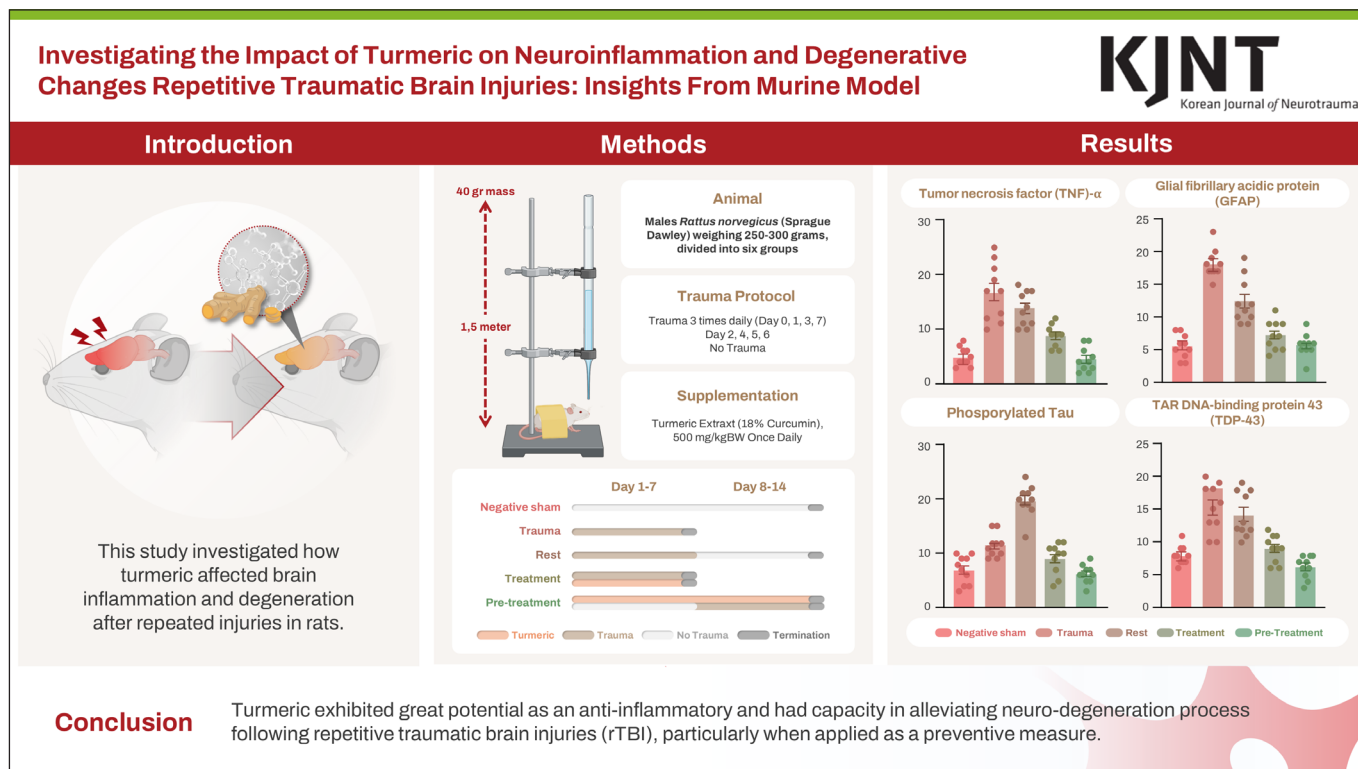 Investigating the Impact of Turmeric on Neuroinflammation and Degenerative
Changes Repetitive Traumatic Brain Injuries: Insights From Murine Model
KJNT
Korean Journal of Neurotrauma
Introduction
This study investigated how
turmeric affected brain
inflammation and degeneration
after repeated injuries in rats.
Methods
40 gr mass
1,5 meter
Animal
Males Rattus norvegicus (Sprague
Dawley) weighing 250-300 grams,
divided into six groups
Trauma Protocol
Trauma 3 times daily (Day 0, 1, 3, 7)
Day 2, 4, 5, 6
No Trauma
Supplementation
Turmeric Extraxt (18% Curcumin),
500 mg/kgBW Once Daily
Day 1-7 Day 8-14
Negative sham
Trauma
Rest
Treatment
Pre-treatment
Turmeric Trauma No Trauma Termination
Results
Tumor necrosis factor (TNF)-α
30
20
10
0
Glial fibrillary acidic protein
(GFAP)
25
20
15
10
5
0
Phosporylated Tau
30
20
10
0
TAR DNA-binding protein 43
(TDP-43)
25
20
15
10
5
0
Negative sham Trauma Rest Treatment Pre-Treatment
Conclusion
Turmeric exhibited great potential as an anti-inflammatory and had capacity in alleviating neuro-degeneration process
following repetitive traumatic brain injuries (rTBI), particularly when applied as a preventive measure.